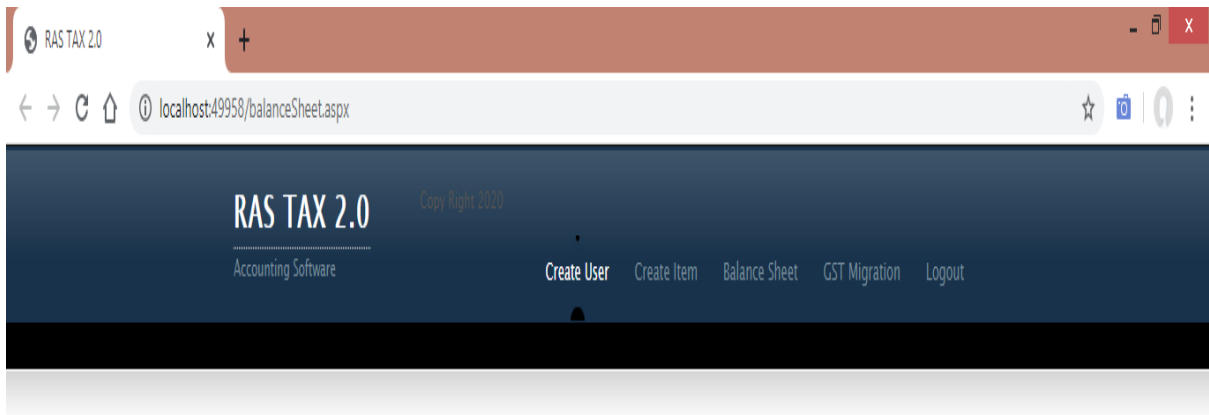 RAS TAX 2.0
localhost:49958/balanceSheet.aspx
RAS TAX 2.0
Copy Right 2020
Accounting Software
Create User Create Item Balance Sheet GST Migration Logout